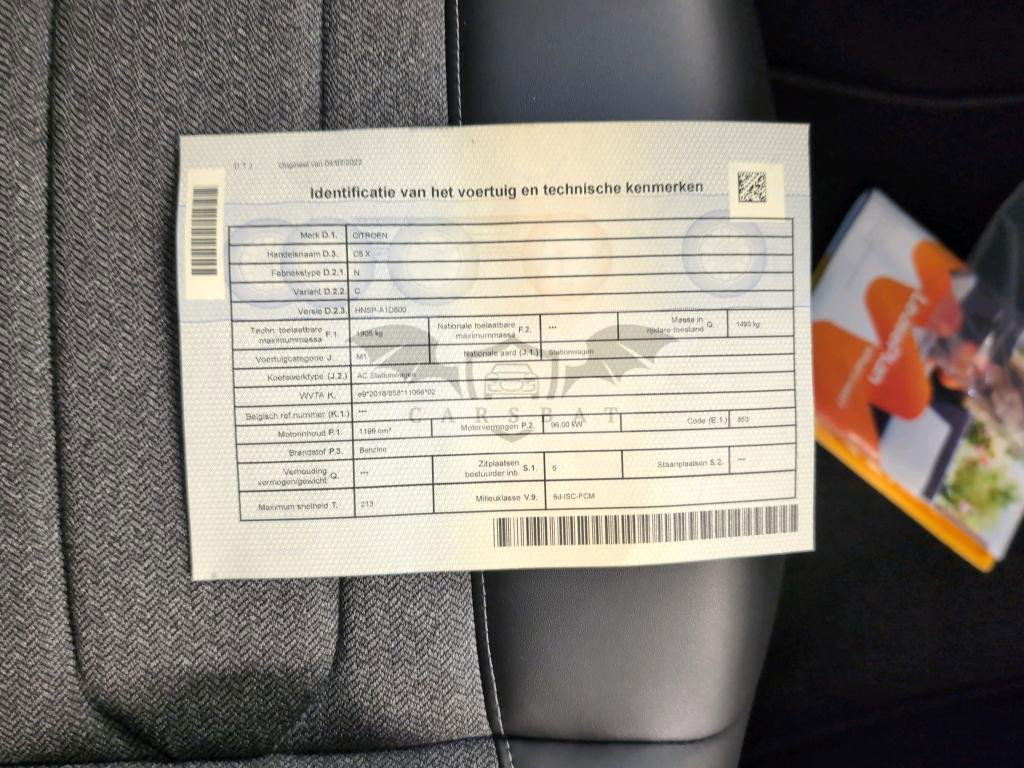 (I.1.) Origineel van 04/07/2022
Identificatie van het voertuig en technische kenmerken
Merk D.1. CITROEN
Handelsnaam D.3. C5 X
Fabriekstype D.2.1. N
Variant D.2.2. C
Versie D.2.3. HNSP-A1D800
Techn. toelaatbare maximummassa F.1. 1905 kg Nationale toelaatbare maximummassa F.2. --- Massa in rijklare toestand G. 1493 kg
Voertuigcategorie J. M1 Nationale aard (J.1.) Stationwagen
Koetswerktype (J.2.) AC Stationwagen
WVTA K. e9*2018/858*11066*02
Belgisch ref.nummer (K.1.) ---
CARSBAT
Motorinhoud P.1. 1199 cm³ Motorvermogen P.2. 96,00 kW Code (E.1.) 853
Brandstof P.3. Benzine
Verhouding vermogen/gewicht Q. --- Zitplaatsen bestuurder inb. S.1. 5 Staanplaatsen S.2. ---
Maximum snelheid T. 213 Milieuklasse V.9. 6d-ISC-FCM